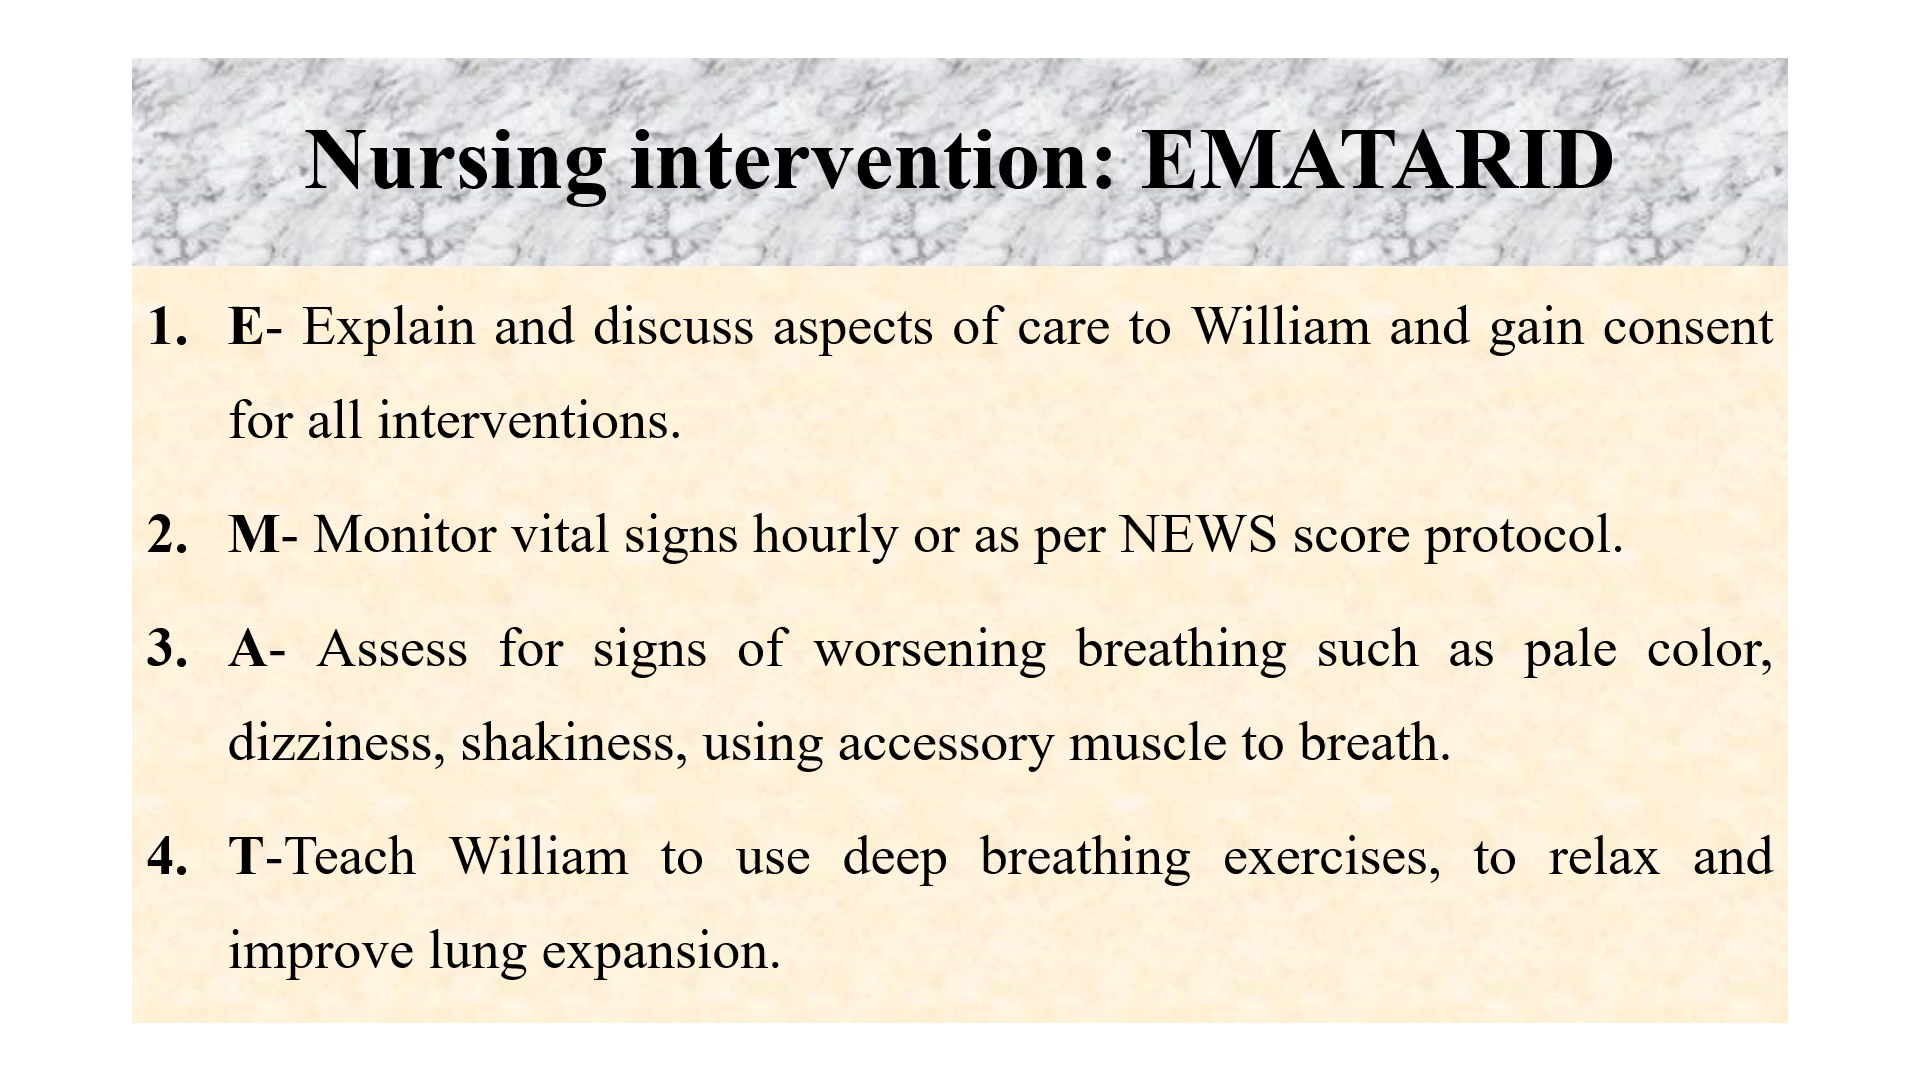 Nursing intervention: EMATARID
1. E- Explain and discuss aspects of care to William and gain consent
for all interventions.
2. M- Monitor vital signs hourly or as per NEWS score protocol.
3. A- Assess for signs of worsening breathing such as pale color,
dizziness, shakiness, using accessory muscle to breath.
4. T-Teach William to use deep breathing exercises, to relax and
improve lung expansion.